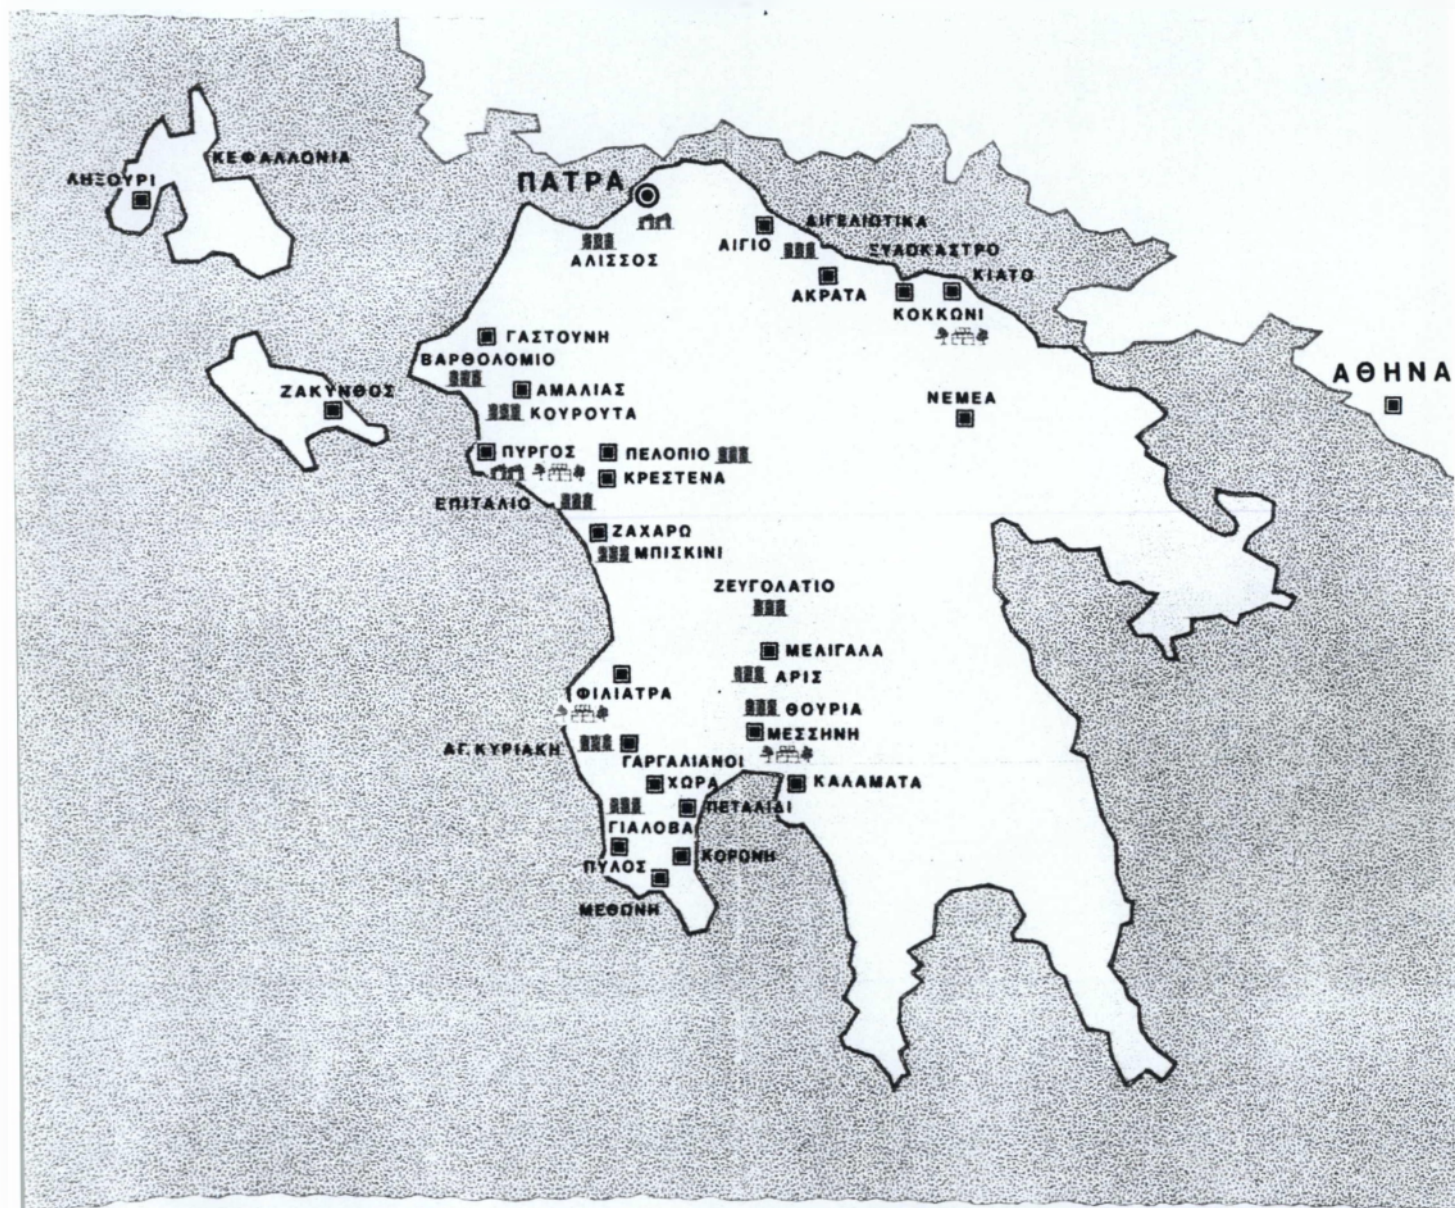 ΚΕΦΑΛΛΟΝΙΑ
ΛΗΞΟΥΡΙ
ΠΑΤΡΑ
ΑΛΙΣΣΟΣ
ΑΙΓΙΟ
ΔΙΓΕΛΙΩΤΙΚΑ
ΞΥΛΟΚΑΣΤΡΟ
ΚΙΑΤΟ
ΑΚΡΑΤΑ
ΚΟΚΚΩΝΙ
ΓΑΣΤΟΥΝΗ
ΒΑΡΘΟΛΟΜΙΟ
ΑΘΗΝΑ
ΖΑΚΥΝΘΟΣ
ΑΜΑΛΙΑΣ
ΚΟΥΡΟΥΤΑ
ΝΕΜΕΑ
ΠΥΡΓΟΣ
ΠΕΛΟΠΙΟ
ΚΡΕΣΤΕΝΑ
ΕΠΙΤΑΛΙΟ
ΖΑΧΑΡΩ
ΜΠΙΣΚΙΝΙ
ΖΕΥΓΟΛΑΤΙΟ
ΜΕΛΙΓΑΛΑ
ΑΡΙΣ
ΦΙΛΙΑΤΡΑ
ΘΟΥΡΙΑ
ΜΕΣΣΗΝΗ
ΑΓ. ΚΥΡΙΑΚΗ
ΓΑΡΓΑΛΙΑΝΟΙ
ΧΩΡΑ
ΚΑΛΑΜΑΤΑ
ΠΕΤΑΛΙΔΙ
ΓΙΑΛΟΒΑ
ΚΟΡΩΝΗ
ΠΥΛΟΣ
ΜΕΘΩΝΗ